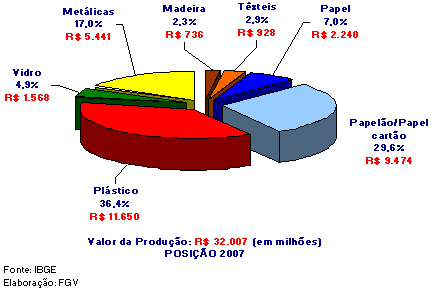 Metálicas
17,0%
R$ 5.441
Madeira
2,3%
R$ 736
Têxteis
2,9%
R$ 928
Papel
7,0%
R$ 2.240
Vidro
4,9%
R$ 1.568
Papelão/Papel
cartão
29,6%
R$ 9.474
Plástico
36,4%
R$ 11.650
Valor da Produção: R$ 32.007 (em milhões)
POSIÇÃO 2007
Fonte: IBGE
Elaboração: FGV